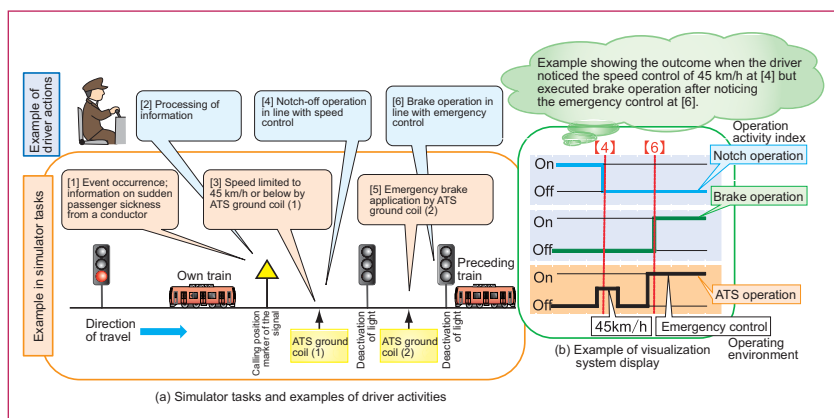 Example of
driver actions
[2] Processing of
information
[4] Notch-off operation
in line with speed
control
[6] Brake operation in
line with emergency
control
Example in simulator tasks
[1] Event occurrence;
information on sudden
passenger sickness
from a conductor
[3] Speed limited to
45 km/h or below by
ATS ground coil (1)
[5] Emergency brake
application by ATS
ground coil (2)
Own train
Preceding
train
Direction
of travel
Calling position
marker of the
signal
ATS ground
coil (1)
Deactivation
of light
ATS ground
coil (2)
Deactivation
of light
(a) Simulator tasks and examples of driver activities
Example showing the outcome when the driver
noticed the speed control of 45 km/h at [4] but
executed brake operation after noticing
the emergency control at [6].
Operation
activity index
【4】
【6】
On
Off
Notch operation
On
Off
Brake operation
On
Off
ATS operation
45km/h
Emergency control
Operating
environment
(b) Example of visualization
system display